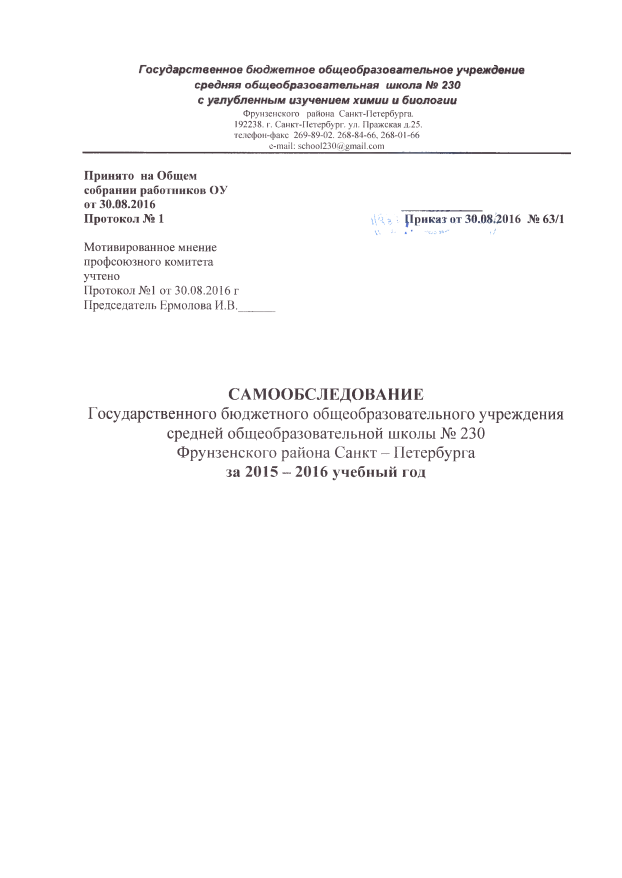 Государственное бюджетное общеобразовательное учреждение
средняя общеобразовательная школа № 230
с углубленным изучением химии и биологии
Фрунзенского района Санкт-Петербурга.
192238. г. Санкт-Петербург. ул. Пражская д.25.
телефон-факс 269-89-02. 268-84-66, 268-01-66
e-mail: school230@gmail.com
Принято на Общем
собрании работников ОУ
от 30.08.2016
Протокол № 1
Приказ от 30.08.2016 № 63/1
Мотивированное мнение
профсоюзного комитета
учтено
Протокол №1 от 30.08.2016 г
Председатель Ермолова И.В.______
САМООБСЛЕДОВАНИЕ
Государственного бюджетного общеобразовательного учреждения
средней общеобразовательной школы № 230
Фрунзенского района Санкт – Петербурга
за 2015 – 2016 учебный год